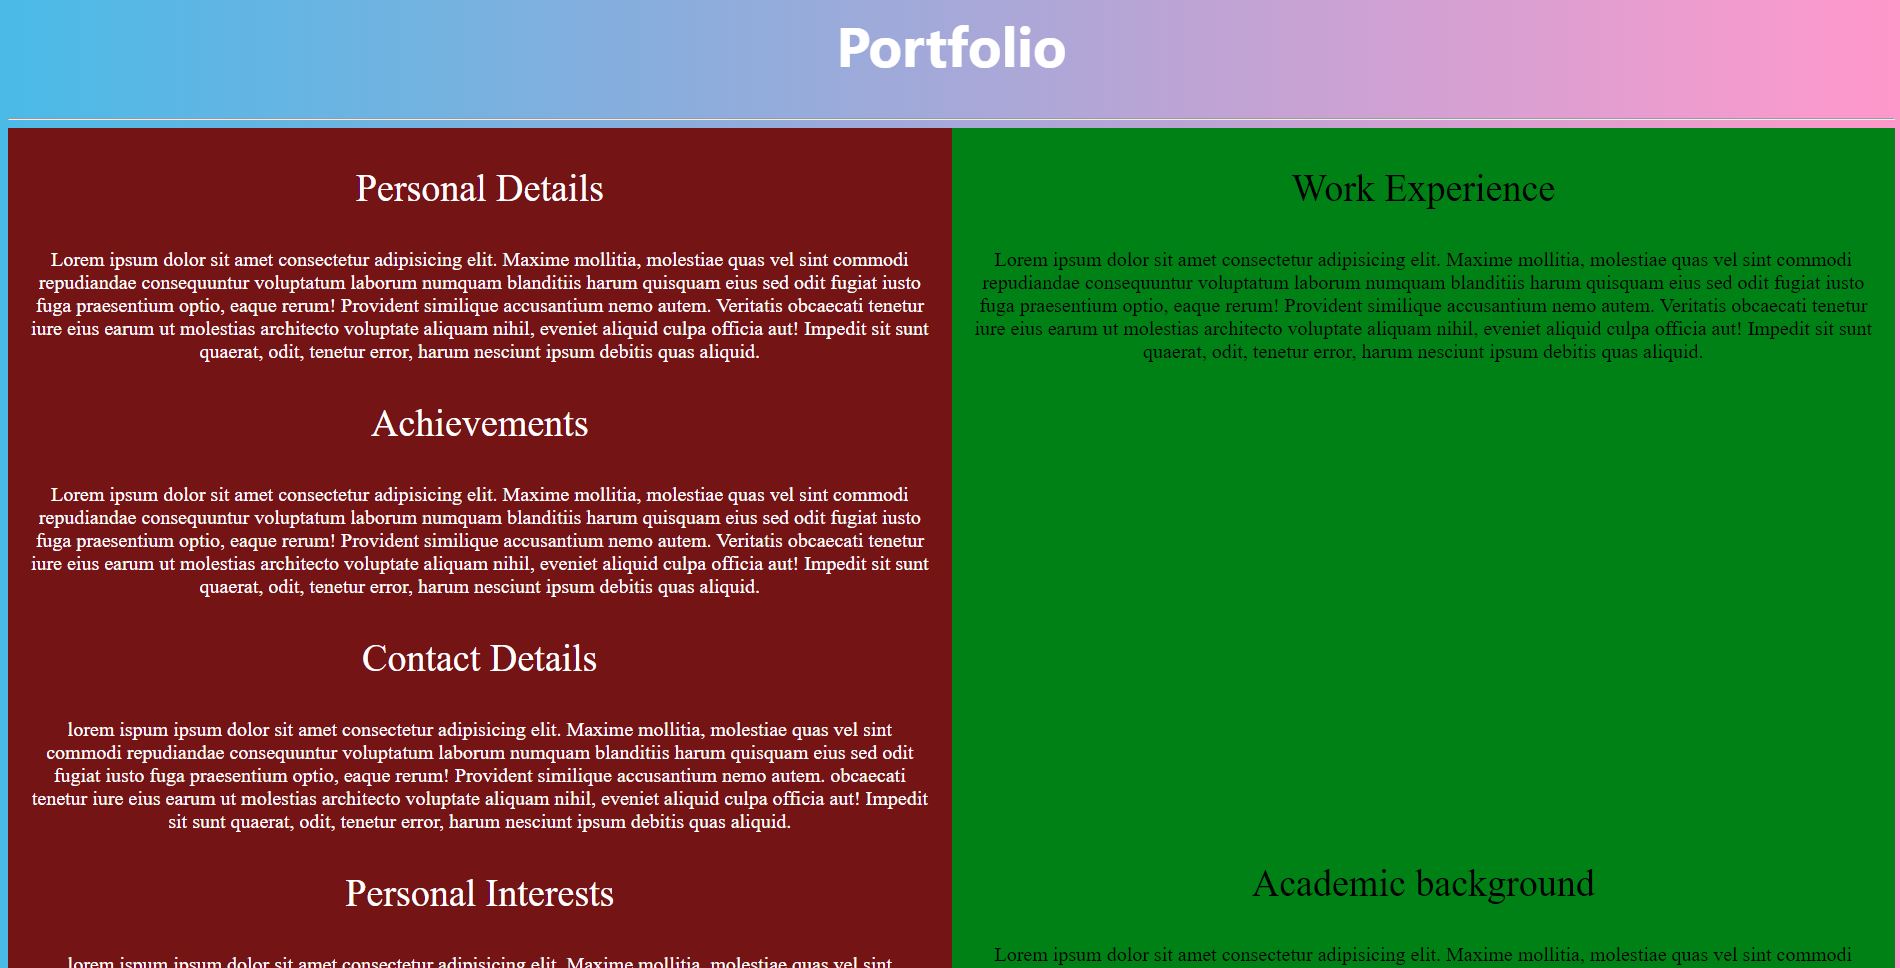 Portfolio
Personal Details
Lorem ipsum dolor sit amet consectetur adipisicing elit. Maxime mollitia, molestiae quas vel sint commodi
repudiandae consequuntur voluptatum laborum numquam blanditiis harum quisquam eius sed odit fugiat iusto
fuga praesentium optio, eaque rerum! Provident similique accusantium nemo autem. Veritatis obcaecati tenetur
iure eius earum ut molestias architecto voluptate aliquam nihil, eveniet aliquid culpa officia aut! Impedit sit sunt
quaerat, odit, tenetur error, harum nesciunt ipsum debitis quas aliquid.
Achievements
Lorem ipsum dolor sit amet consectetur adipisicing elit. Maxime mollitia, molestiae quas vel sint commodi
repudiandae consequuntur voluptatum laborum numquam blanditiis harum quisquam eius sed odit fugiat iusto
fuga praesentium optio, eaque rerum! Provident similique accusantium nemo autem. Veritatis obcaecati tenetur
iure eius earum ut molestias architecto voluptate aliquam nihil, eveniet aliquid culpa officia aut! Impedit sit sunt
quaerat, odit, tenetur error, harum nesciunt ipsum debitis quas aliquid.
Contact Details
lorem ispum ipsum dolor sit amet consectetur adipisicing elit. Maxime mollitia, molestiae quas vel sint
commodi repudiandae consequuntur voluptatum laborum numquam blanditiis harum quisquam eius sed odit
fugiat iusto fuga praesentium optio, eaque rerum! Provident similique accusantium nemo autem. obcaecati
tenetur iure eius earum ut molestias architecto voluptate aliquam nihil, eveniet aliquid culpa officia aut! Impedit
sit sunt quaerat, odit, tenetur error, harum nesciunt ipsum debitis quas aliquid.
Personal Interests
lorem ispum ipsum dolor sit amet consectetur adipisicing elit. Maxime mollitia, molestiae quas vel sint
Work Experience
Lorem ipsum dolor sit amet consectetur adipisicing elit. Maxime mollitia, molestiae quas vel sint commodi
repudiandae consequuntur voluptatum laborum numquam blanditiis harum quisquam eius sed odit fugiat iusto
fuga praesentium optio, eaque rerum! Provident similique accusantium nemo autem. Veritatis obcaecati tenetur
iure eius earum ut molestias architecto voluptate aliquam nihil, eveniet aliquid culpa officia aut! Impedit sit sunt
quaerat, odit, tenetur error, harum nesciunt ipsum debitis quas aliquid.
Academic background
Lorem ipsum dolor sit amet consectetur adipisicing elit. Maxime mollitia, molestiae quas vel sint commodi